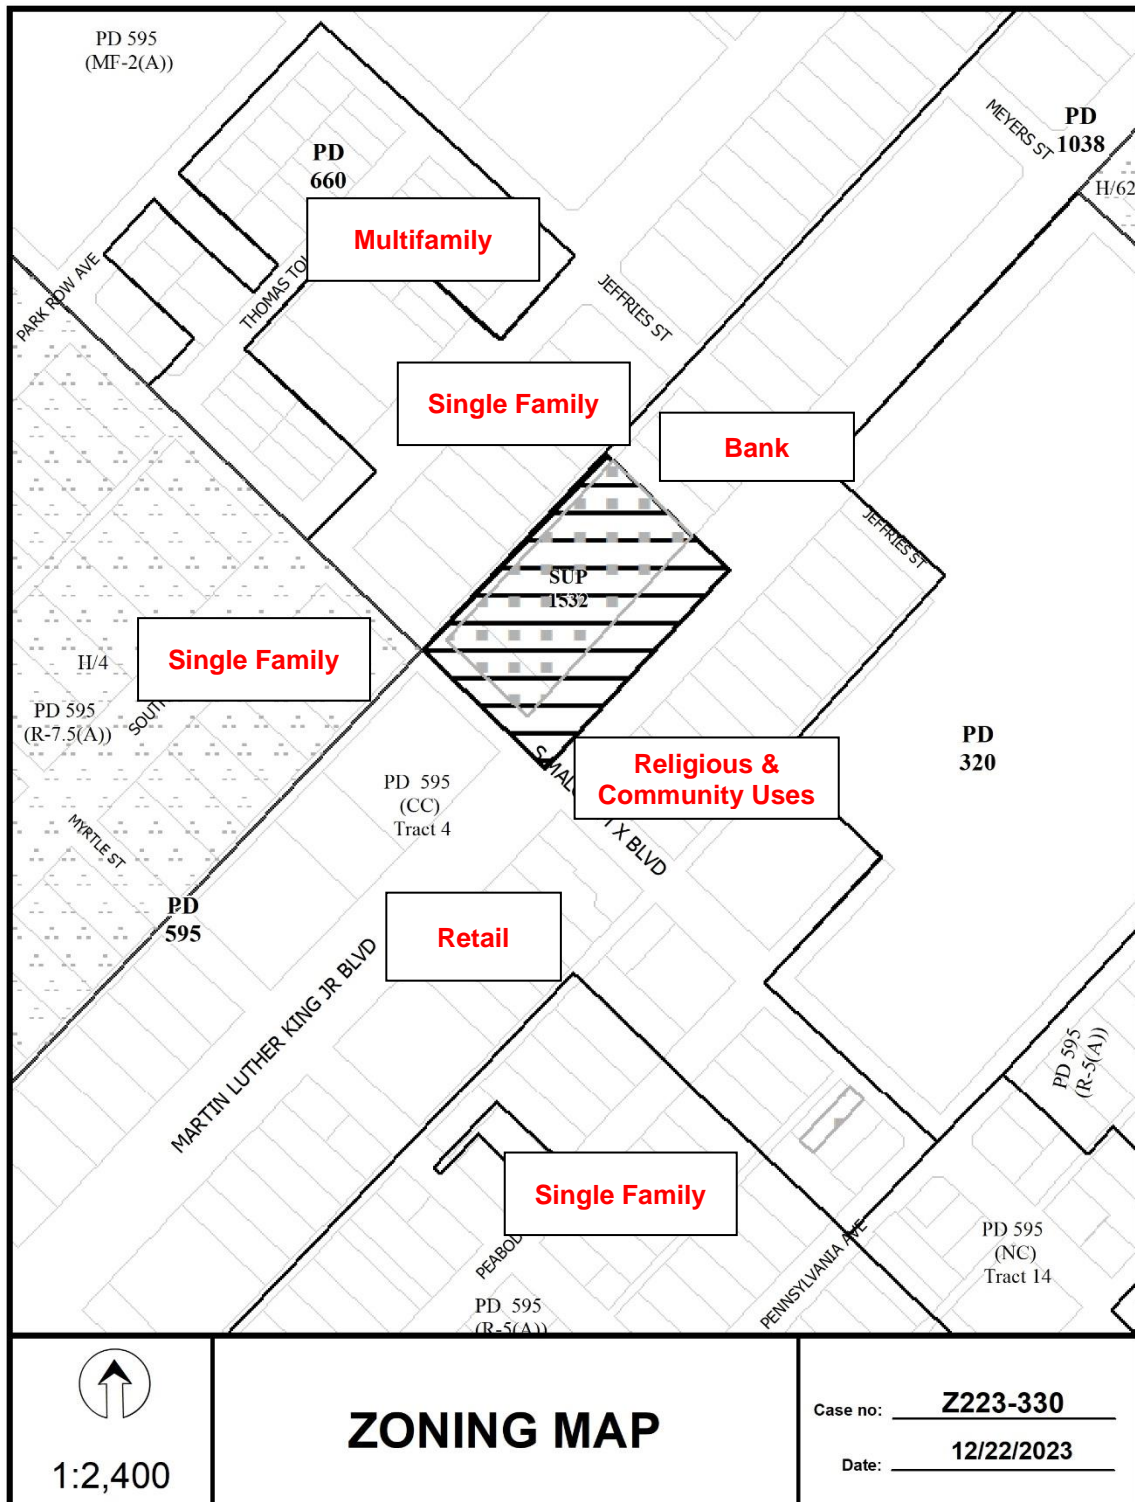 PD 595
(MF-2(A))
MEYERS ST
PD
1038
PD
660
H/62
Multifamily
PARK ROW AVE
THOMAS
JEFFRIES ST
Single Family
Bank
JEFFRIES ST
SUP
1532
Single Family
H/4
PD 595
(R-7.5(A))
PD
320
Religious &
Community Uses
PD 595
(CC)
Tract 4
X BLVD
MYRTLE ST
PD
595
Retail
MARTIN LUTHER KING JR BLVD
PD 595
(R-5(A))
Single Family
PD 595
(NC)
Tract 14
PENNSYLVANIA AVE
PD 595
(R-5(A))
1:2,400
ZONING MAP
Case no: Z223-330
Date: 12/22/2023